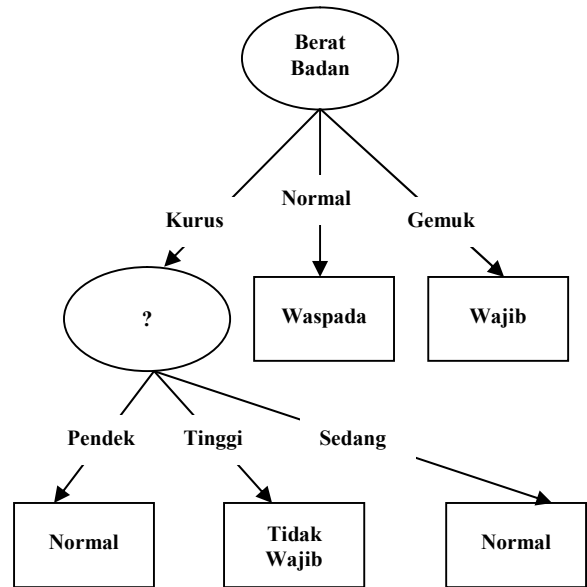 Berat
Badan
Kurus
Normal
Gemuk
?
Waspada
Wajib
Pendek
Tinggi
Sedang
Normal
Tidak
Wajib
Normal